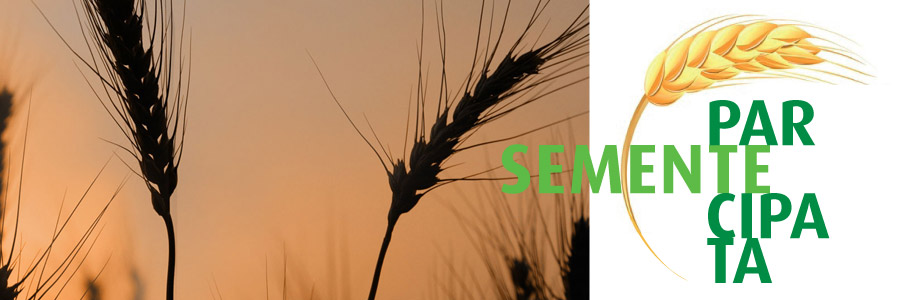 PAR
SEMENTE
CIPA
TA